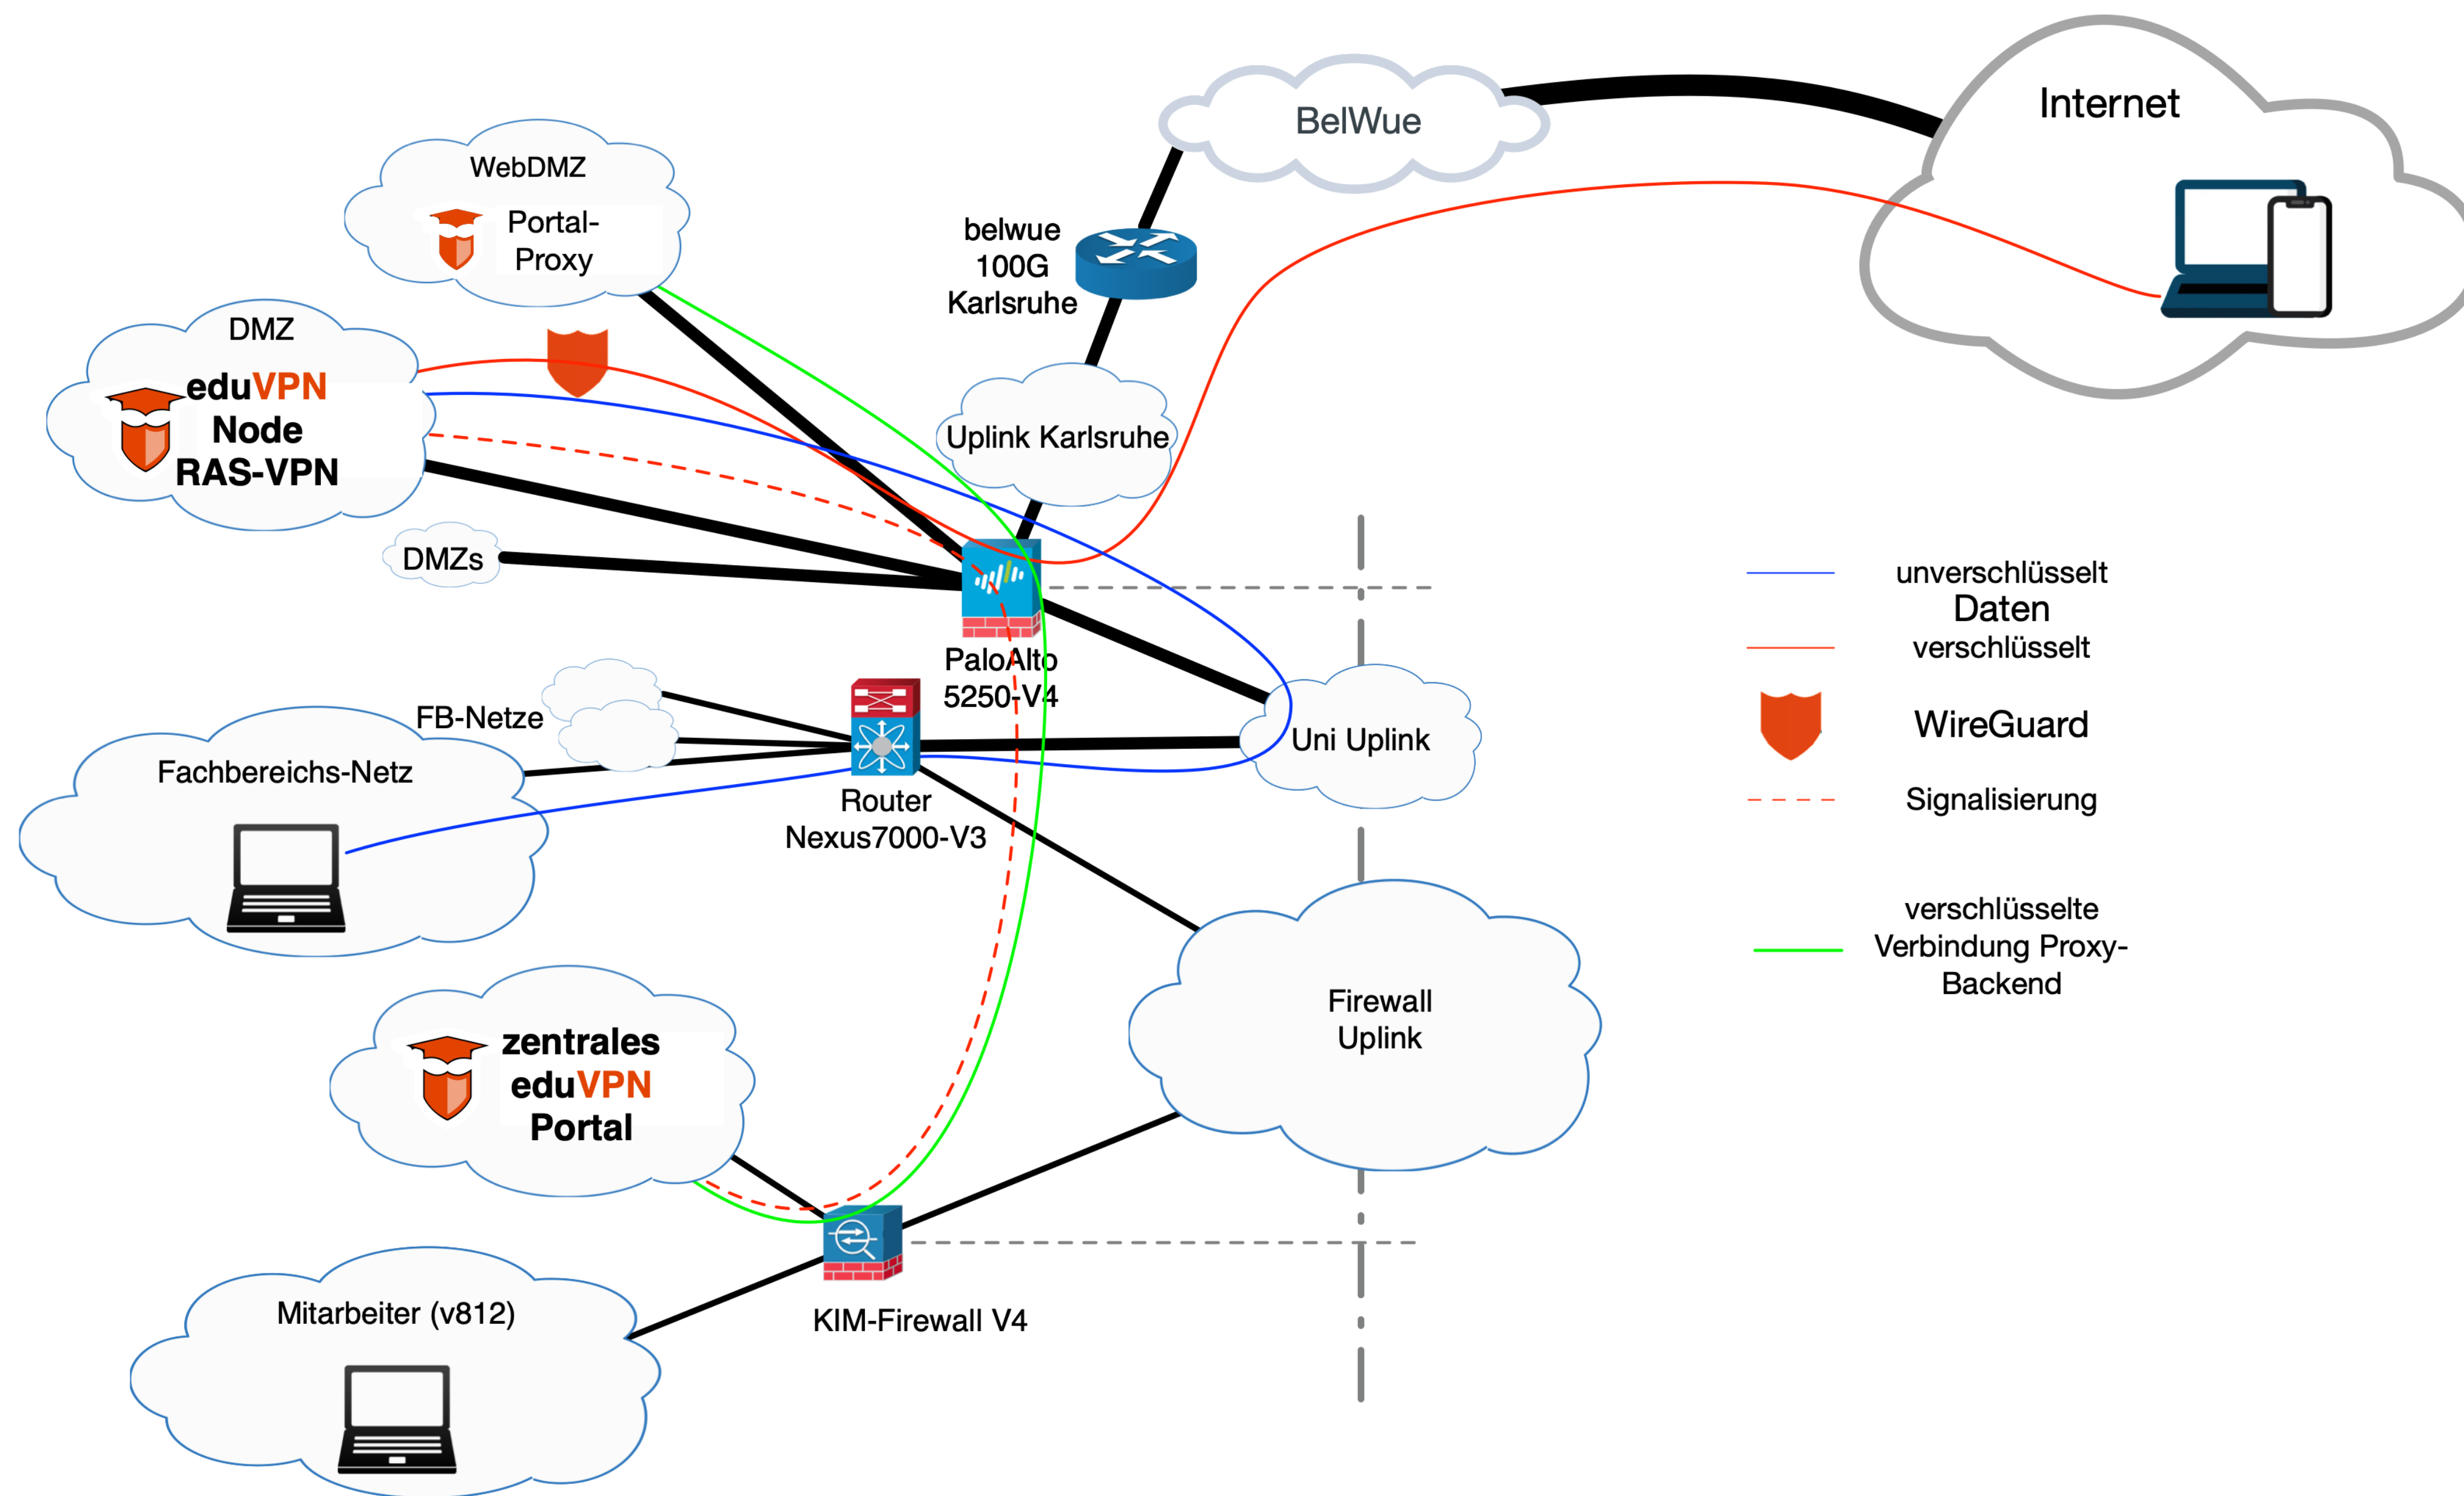 Internet
BelWue
WebDMZ
Portal-
Proxy
belwue
100G
Karlsruhe
DMZ
eduVPN
Node
RAS-VPN
Uplink Karlsruhe
DMZs
unverschlüsselt
Daten
verschlüsselt
PaloAlto
5250-V4
FB-Netze
WireGuard
Uni Uplink
Fachbereichs-Netz
Router
Nexus7000-V3
Signalisierung
verschlüsselte
Verbindung Proxy-
Backend
Firewall
Uplink
zentrales
eduVPN
Portal
Mitarbeiter (v812)
KIM-Firewall V4